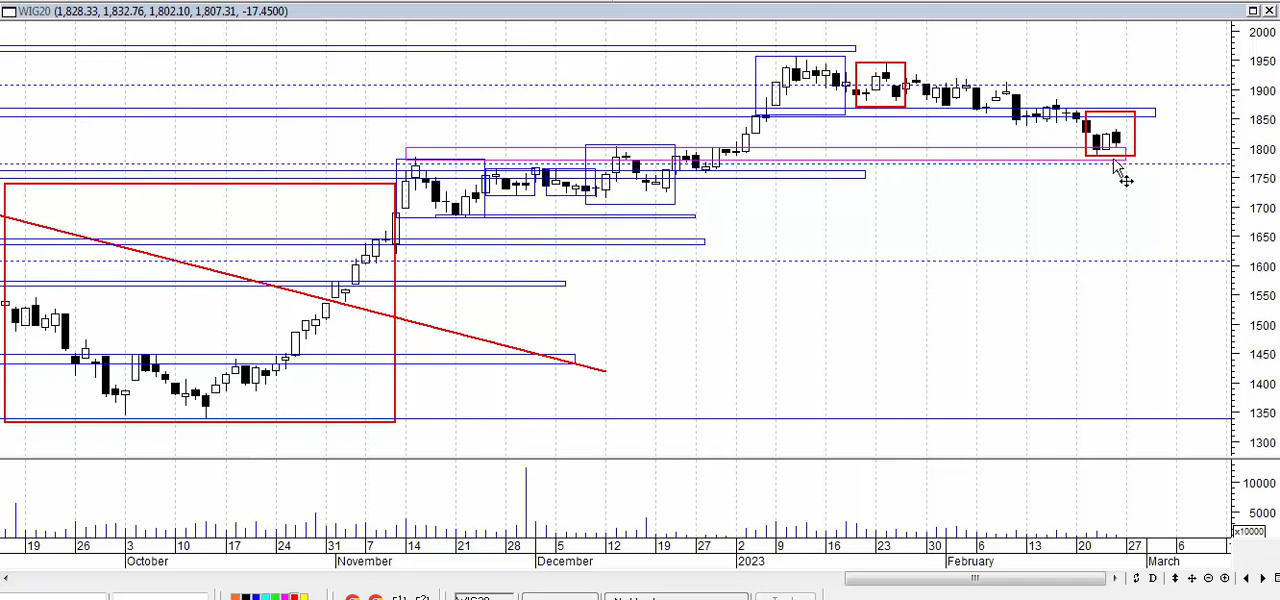 WIG20 (1,828.33, 1,832.76, 1,802.10, 1,807.31, -17.4500)
2000
1950
1900
1850
1800
1750
1700
1650
1600
1550
1500
1450
1400
1350
1300
10000
5000
x10000
19 26 3 10 17 24 31 7 14 21 28 5 12 19 27 2 9 16 23 30 6 13 20 27 6
October November December 2023 February March
D
WIG20